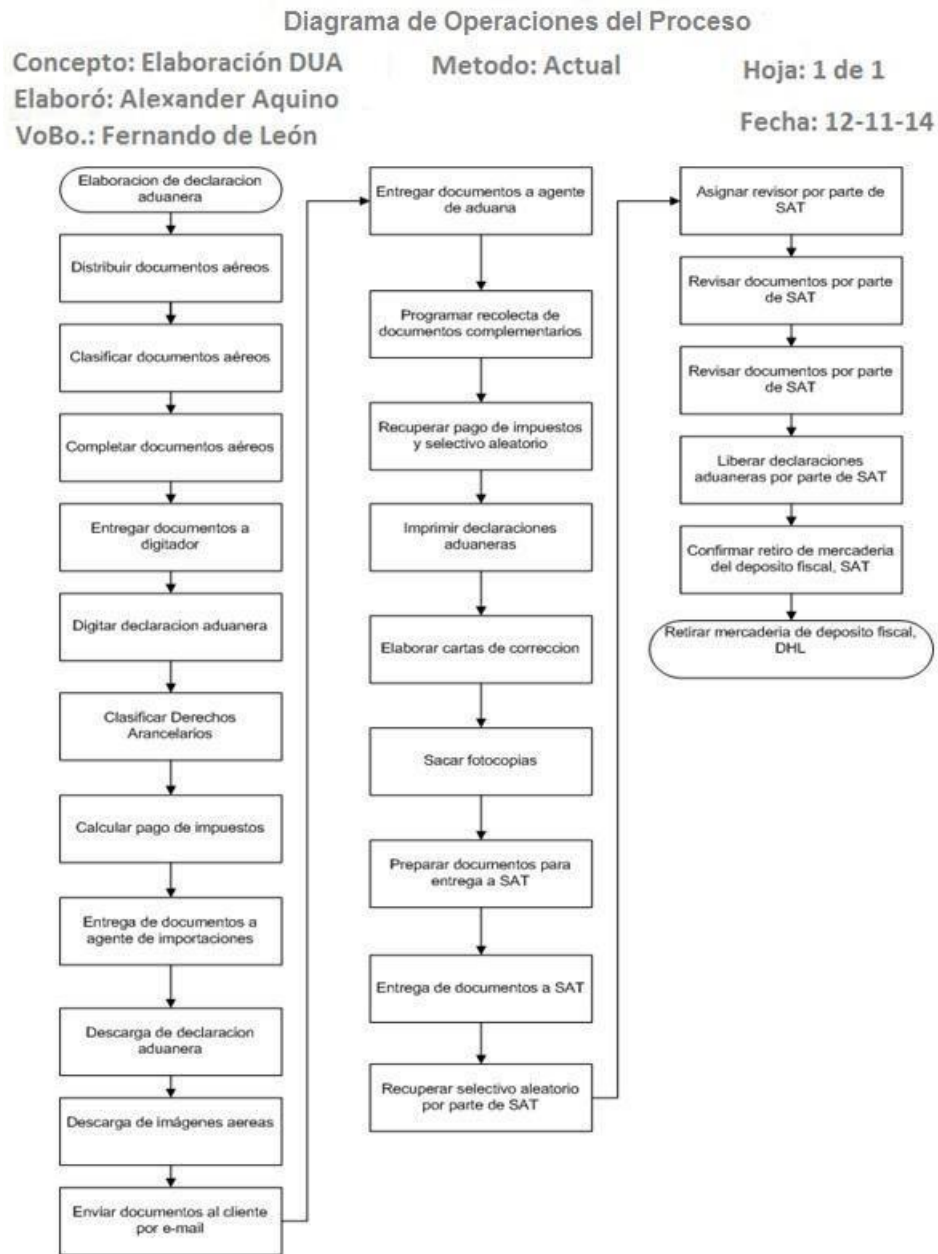 Diagrama de Operaciones del Proceso
Concepto: Elaboración DUA
Metodo: Actual
Hoja: 1 de 1
Elaboró: Alexander Aquino
VoBo.: Fernando de León
Fecha: 12-11-14
Elaboracion de declaracion
aduanera
Distribuir documentos aéreos
Clasificar documentos aéreos
Completar documentos aéreos
Entregar documentos a
digitador
Digitar declaracion aduanera
Clasificar Derechos
Arancelarios
Calcular pago de impuestos
Entrega de documentos a
agente de importaciones
Descarga de declaracion
aduanera
Descarga de imágenes aereas
Enviar documentos al cliente
por e-mail
Entregar documentos a agente
de aduana
Programar recolecta de
documentos complementarios
Recuperar pago de impuestos
y selectivo aleatorio
Imprimir declaraciones
aduaneras
Elaborar cartas de correccion
Sacar fotocopias
Preparar documentos para
entrega a SAT
Entrega de documentos a SAT
Recuperar selectivo aleatorio
por parte de SAT
Asignar revisor por parte de
SAT
Revisar documentos por parte
de SAT
Revisar documentos por parte
de SAT
Liberar declaraciones
aduaneras por parte de SAT
Confirmar retiro de mercaderia
del deposito fiscal, SAT
Retirar mercaderia de deposito fiscal,
DHL